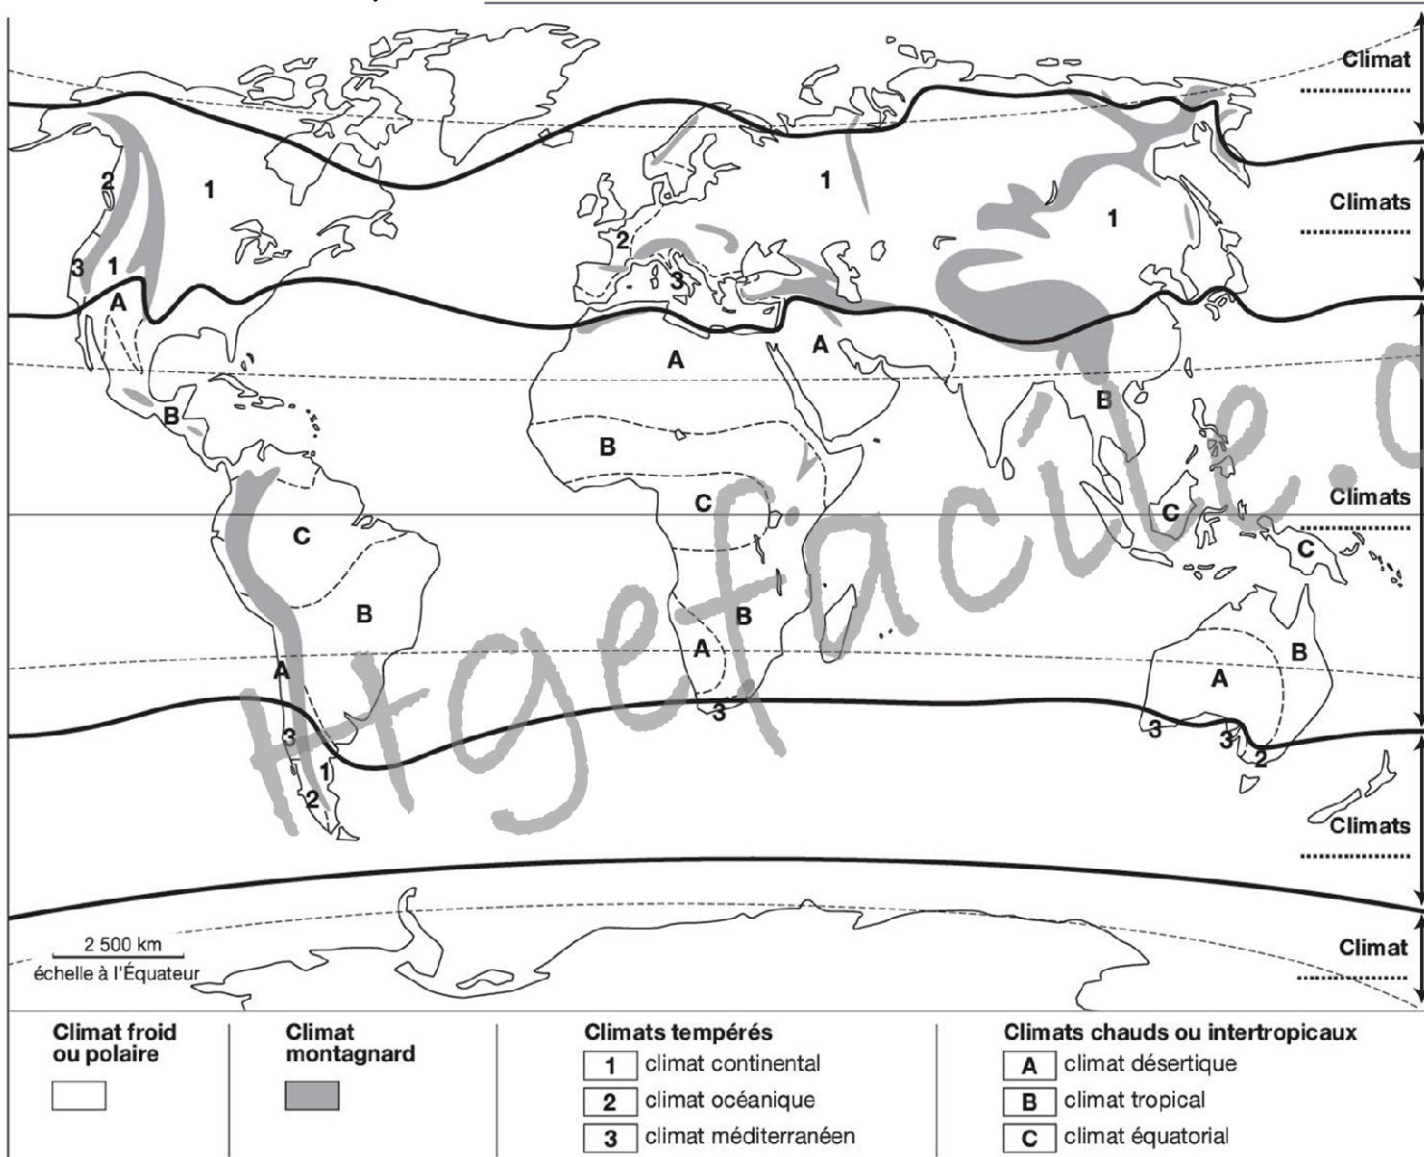 Climat
Climats
Climats
Climats
Climat
2
1
1
1
2
3
1
3
A
A
A
B
B
B
C
C
C
C
B
B
B
A
A
A
3
3
3
3
1
2
2
2 500 km
échelle à l'Équateur
Hgefacile.
Climat froid
ou polaire
Climat
montagnard
Climats tempérés
1 climat continental
2 climat océanique
3 climat méditerranéen
Climats chauds ou intertropicaux
A climat désertique
B climat tropical
C climat équatorial